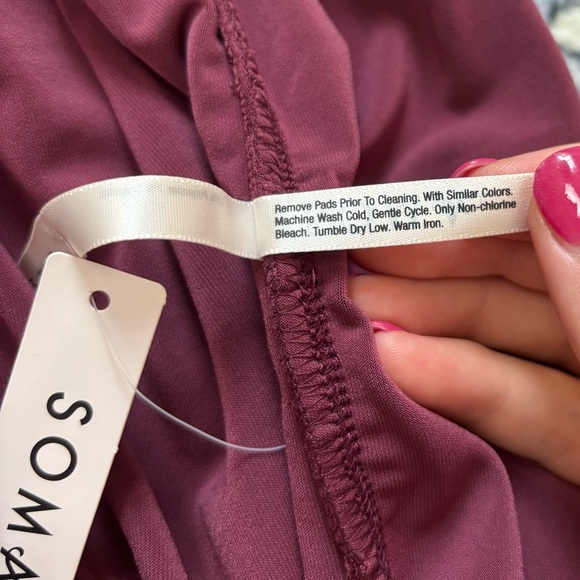 Remove Pads Prior To Cleaning. With Similar Colors.
Machine Wash Cold, Gentle Cycle. Only Non-chlorine
Bleach. Tumble Dry Low. Warm Iron.
SOMA